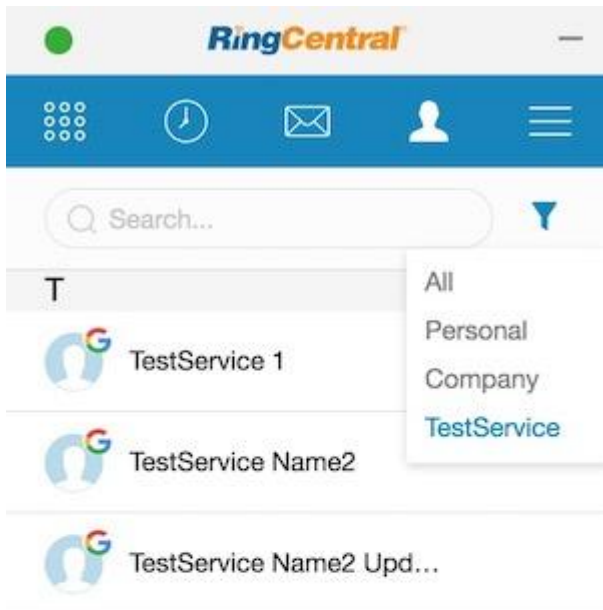 RingCentral
Search...
T
All
Personal
Company
TestService
TestService 1
TestService Name2
TestService Name2 Upd...